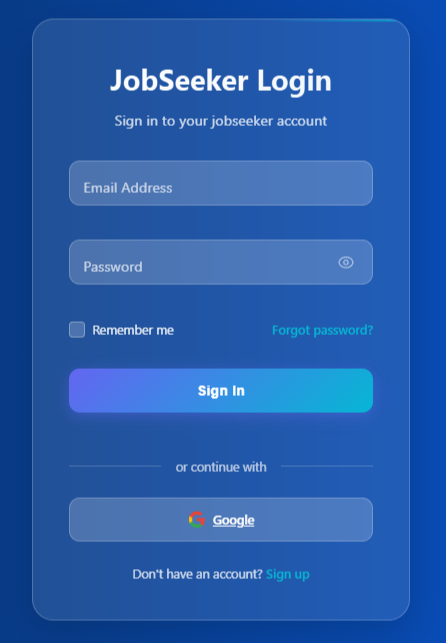 JobSeeker Login
Sign in to your jobseeker account
Email Address
Password
Remember me Forgot password?
Sign In
or continue with
Google
Don't have an account? Sign up